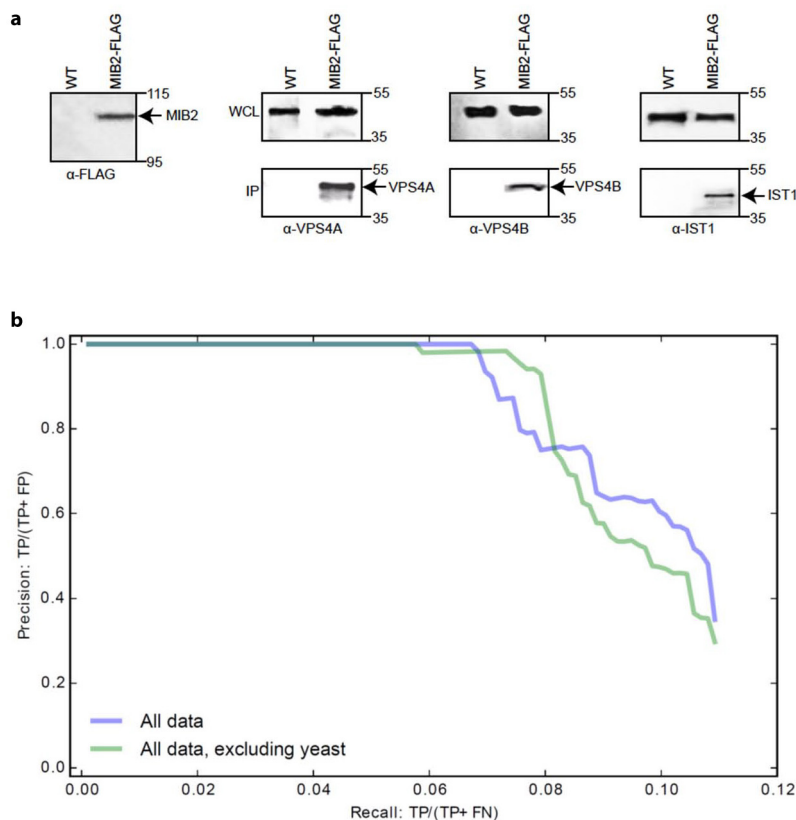 a
WT
MIB2-FLAG
115
MIB2
95
α-FLAG
WT
MIB2-FLAG
WCL
55
35
IP
55
VPS4A
35
α-VPS4A
WT
MIB2-FLAG
55
35
55
VPS4B
35
α-VPS4B
WT
MIB2-FLAG
55
35
55
IST1
35
α-IST1
b
1.0
0.8
0.6
0.4
0.2
0.0
Precision: TP/(TP+ FP)
All data
All data, excluding yeast
0.00 0.02 0.04 0.06 0.08 0.10 0.12
Recall: TP/(TP+ FN)